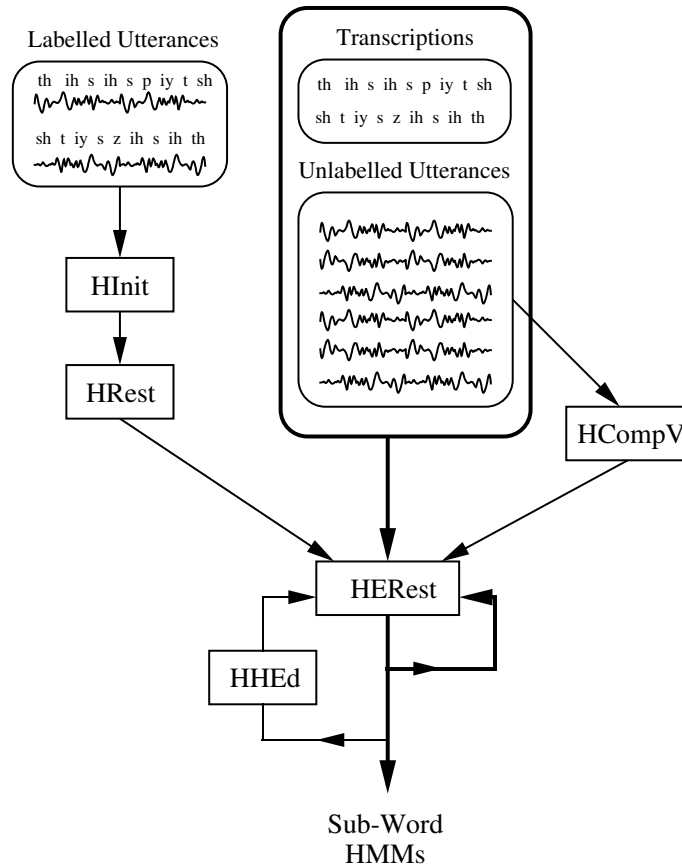 Labelled Utterances
th ih s ih s p iy t sh
sh t iy s z ih s ih th
Transcriptions
th ih s ih s p iy t sh
sh t iy s z ih s ih th
Unlabelled Utterances
HInit
HRest
HCompV
HERest
HHEd
Sub-Word
HMMs